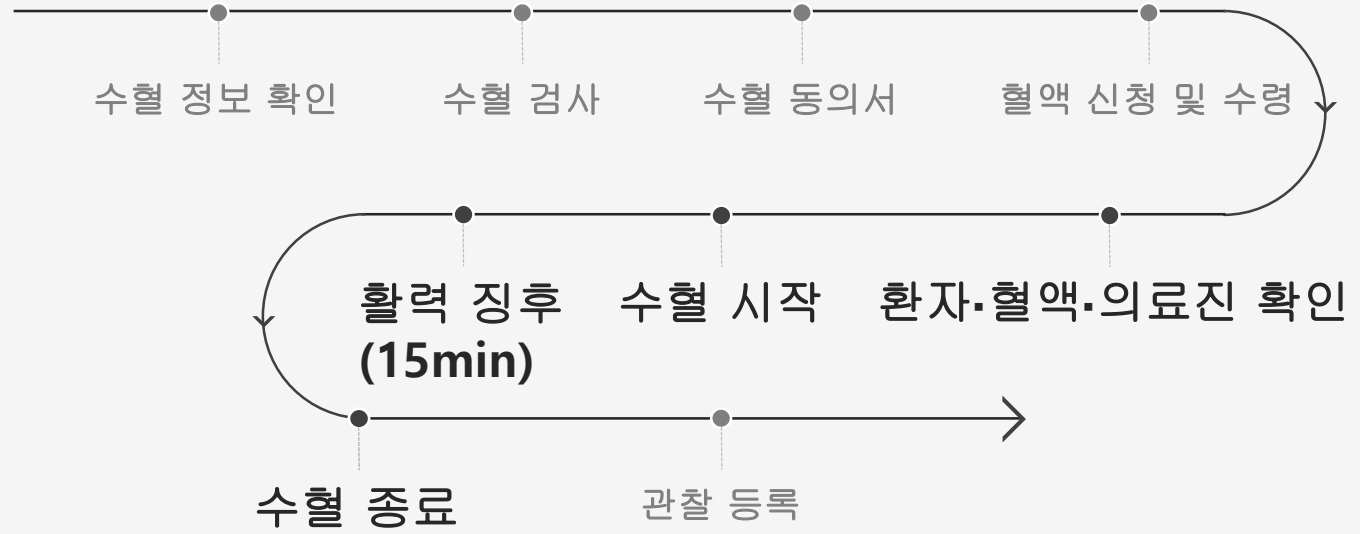 수혈 정보 확인
수혈 검사
수혈 동의서
혈액 신청 및 수령
활력 징후
(15min)
수혈 시작
환자·혈액·의료진 확인
수혈 종료
관찰 등록